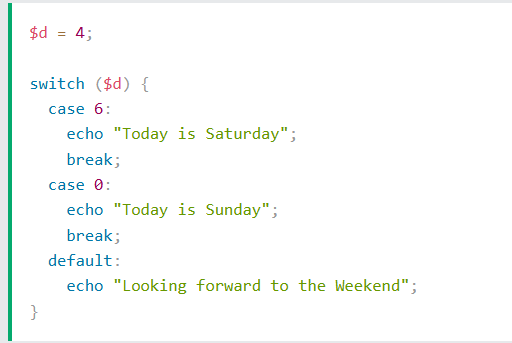 $d = 4;

switch ($d) {
  case 6:
    echo "Today is Saturday";
    break;
  case 0:
    echo "Today is Sunday";
    break;
  default:
    echo "Looking forward to the Weekend";
}